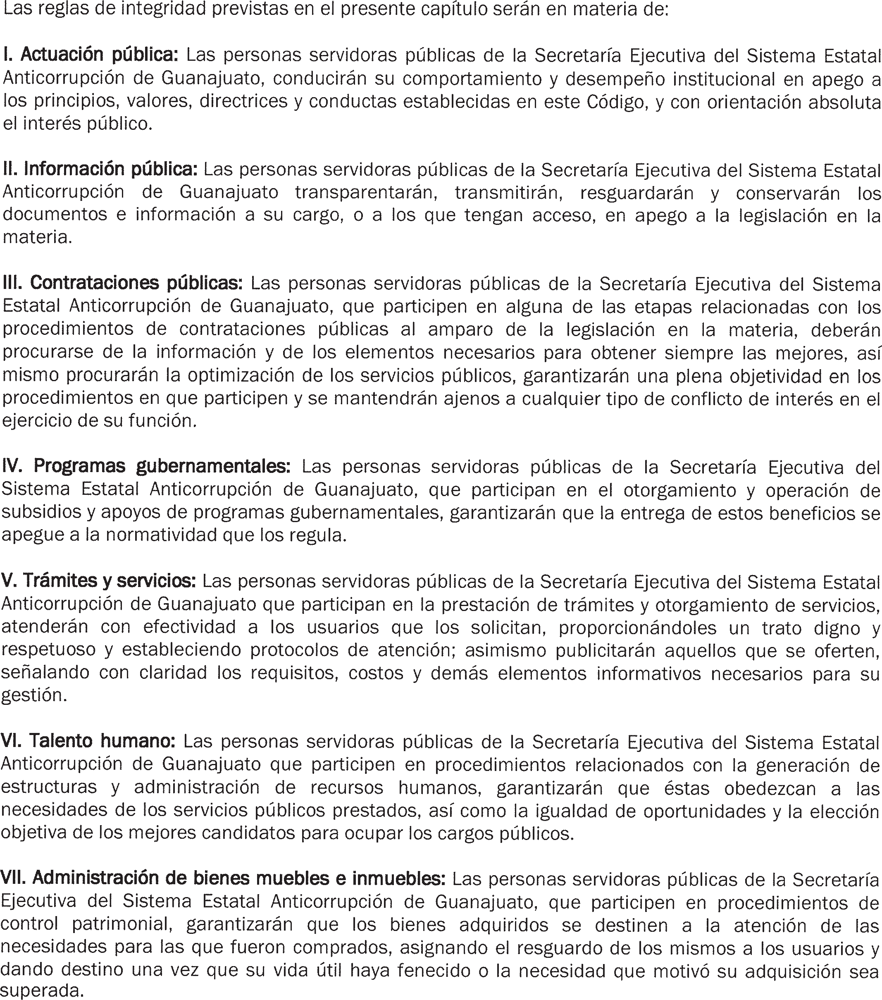 Las reglas de integridad previstas en el presente capítulo serán en materia de:
I. Actuación pública: Las personas servidoras públicas de la Secretaría Ejecutiva del Sistema Estatal
Anticorrupción de Guanajuato, conducirán su comportamiento y desempeño institucional en apego a
los principios, valores, directrices y conductas establecidas en este Código, y con orientación absoluta
el interés público.
II. Información pública: Las personas servidoras públicas de la Secretaría Ejecutiva del Sistema Estatal
Anticorrupción de Guanajuato transparentarán, transmitirán, resguardarán y conservarán los
documentos e información a su cargo, o a los que tengan acceso, en apego a la legislación en la
materia.
III. Contrataciones públicas: Las personas servidoras públicas de la Secretaría Ejecutiva del Sistema
Estatal Anticorrupción de Guanajuato, que participen en alguna de las etapas relacionadas con los
procedimientos de contrataciones públicas al amparo de la legislación en la materia, deberán
procurarse de la información y de los elementos necesarios para obtener siempre las mejores, así
mismo procurarán la optimización de los servicios públicos, garantizarán una plena objetividad en los
procedimientos en que participen y se mantendrán ajenos a cualquier tipo de conflicto de interés en el
ejercicio de su función.
IV. Programas gubernamentales: Las personas servidoras públicas de la Secretaría Ejecutiva del
Sistema Estatal Anticorrupción de Guanajuato, que participan en el otorgamiento y operación de
subsidios y apoyos de programas gubernamentales, garantizarán que la entrega de estos beneficios se
apegue a la normatividad que los regula.
V. Trámites y servicios: Las personas servidoras públicas de la Secretaría Ejecutiva del Sistema Estatal
Anticorrupción de Guanajuato que participan en la prestación de trámites y otorgamiento de servicios,
atenderán con efectividad a los usuarios que los solicitan, proporcionándoles un trato digno y
respetuoso y estableciendo protocolos de atención; asimismo publicitarán aquellos que se oferten,
señalando con claridad los requisitos, costos y demás elementos informativos necesarios para su
gestión.
VI. Talento humano: Las personas servidoras públicas de la Secretaría Ejecutiva del Sistema Estatal
Anticorrupción de Guanajuato que participen en procedimientos relacionados con la generación de
estructuras y administración de recursos humanos, garantizarán que éstas obedezcan a las
necesidades de los servicios públicos prestados, así como la igualdad de oportunidades y la elección
objetiva de los mejores candidatos para ocupar los cargos públicos.
VII. Administración de bienes muebles e inmuebles: Las personas servidoras públicas de la Secretaría
Ejecutiva del Sistema Estatal Anticorrupción de Guanajuato, que participen en procedimientos de
control patrimonial, garantizarán que los bienes adquiridos se destinen a la atención de las
necesidades para las que fueron comprados, asignando el resguardo de los mismos a los usuarios y
dando destino una vez que su vida útil haya fenecido o la necesidad que motivó su adquisición sea
superada.